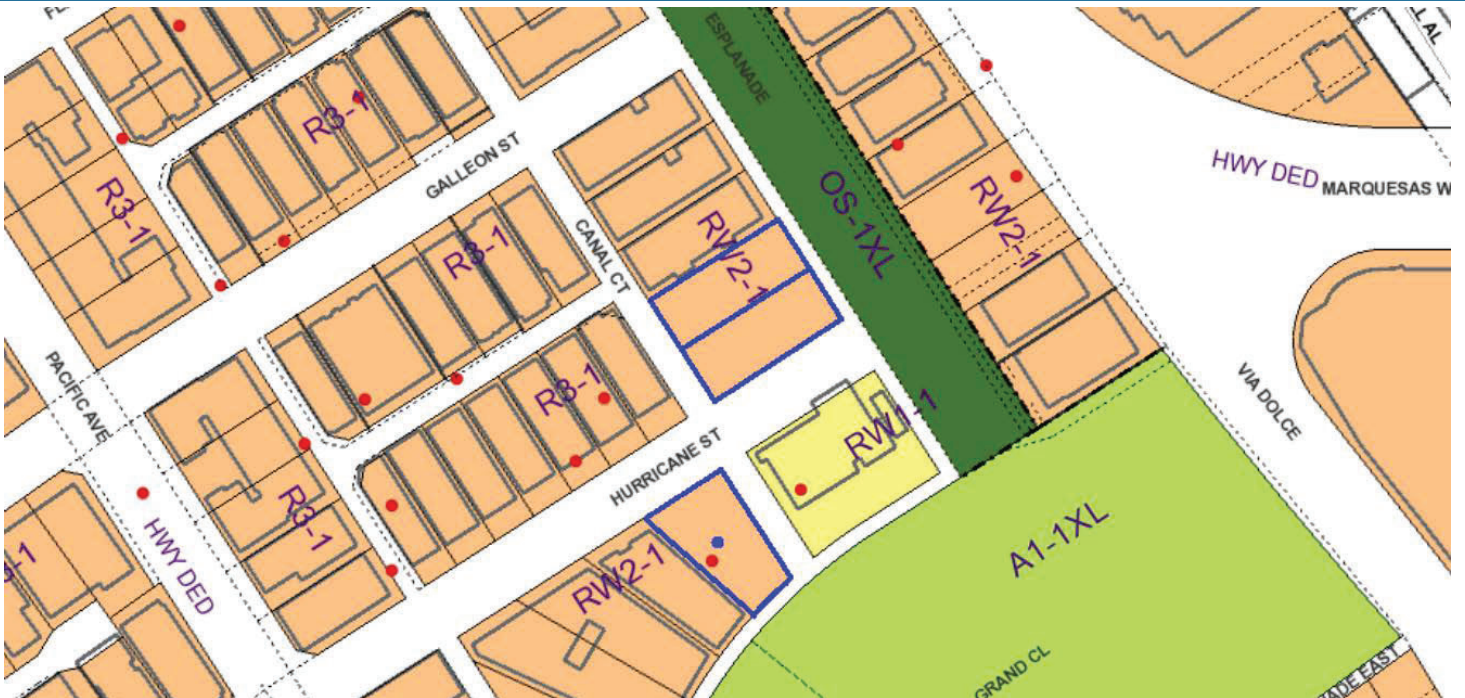 ESPLANADE
R3-1
HWY DED
MARQUESAS W
R3-1
GALLEON ST
OS-1XL
RW2-1
CANAL CT
R3-1
RW2-1
PACIFIC AVE
R3-1
VIA DOLCE
RW1-1
HURRICANE ST
R3-1
A1-1XL
HWY DED
RW2-1
GRAND CL
ADE EAST